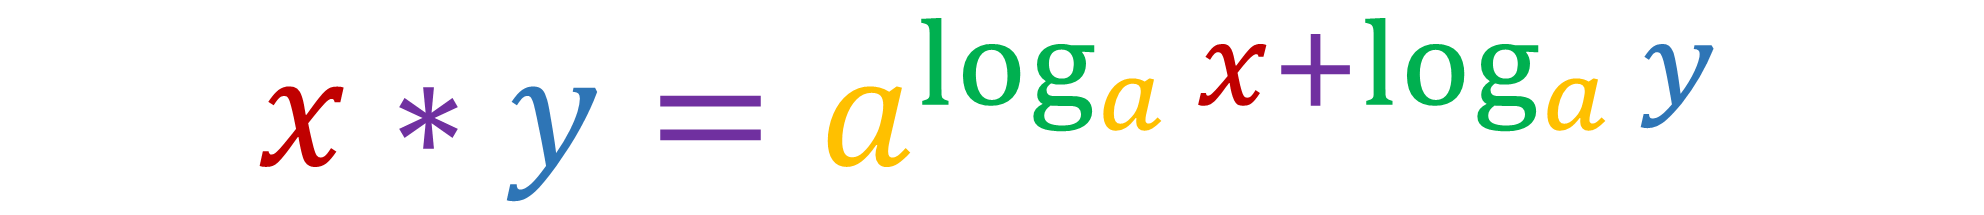 x * y = a^{log_a x + log_a y}